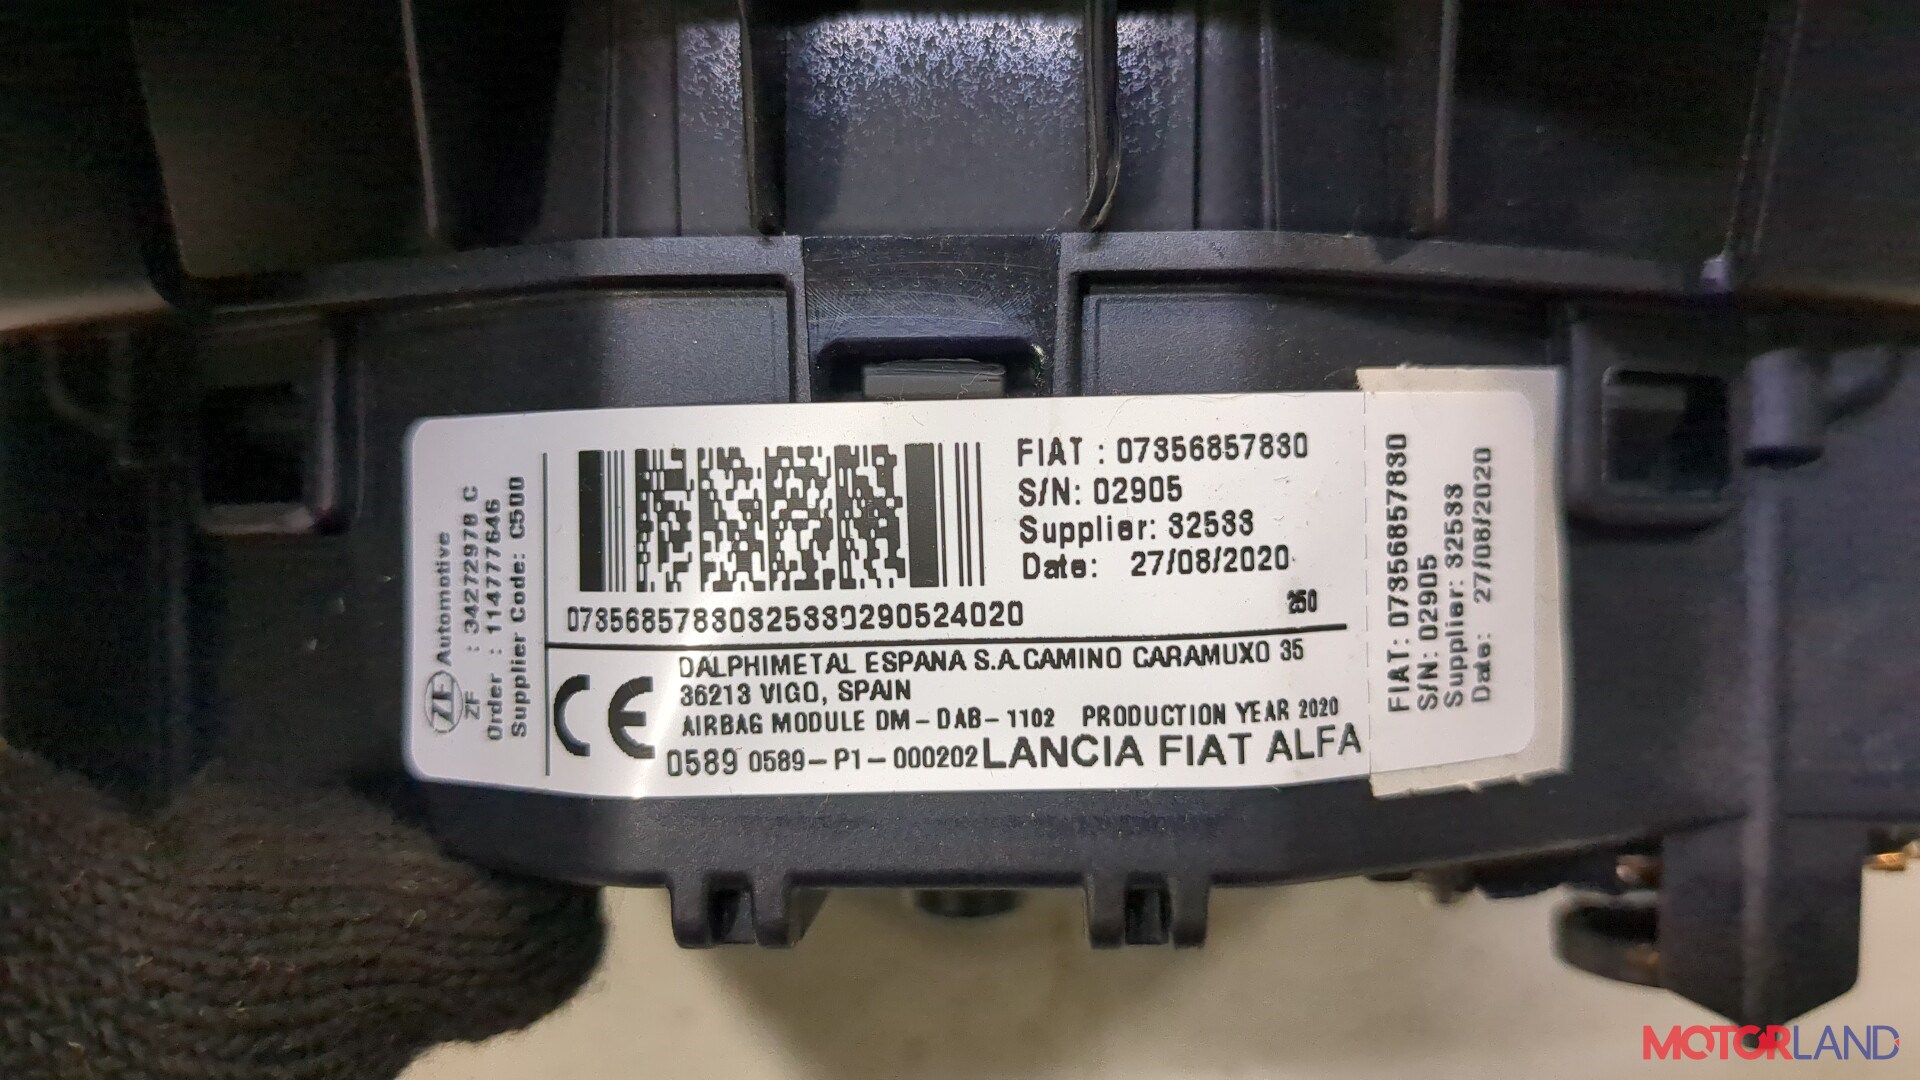 ZF Automotive
ZF : 34272978 C
Order : 114777646
Supplier Code: C500
FIAT : 07356857830
S/N: 02905
Supplier: 32533
Date: 27/08/2020
250
07356857830325330290524020
DALPHIMETAL ESPANA S.A.CAMINO CARAMUXO 35
36213 VIGO, SPAIN
AIRBAG MODULE DM-DAB-1102 PRODUCTION YEAR 2020
CE 0589 0589-P1-000202 LANCIA FIAT ALFA
FIAT: 07356857830
S/N: 02905
Supplier: 32533
Date: 27/08/2020
MOTORLAND